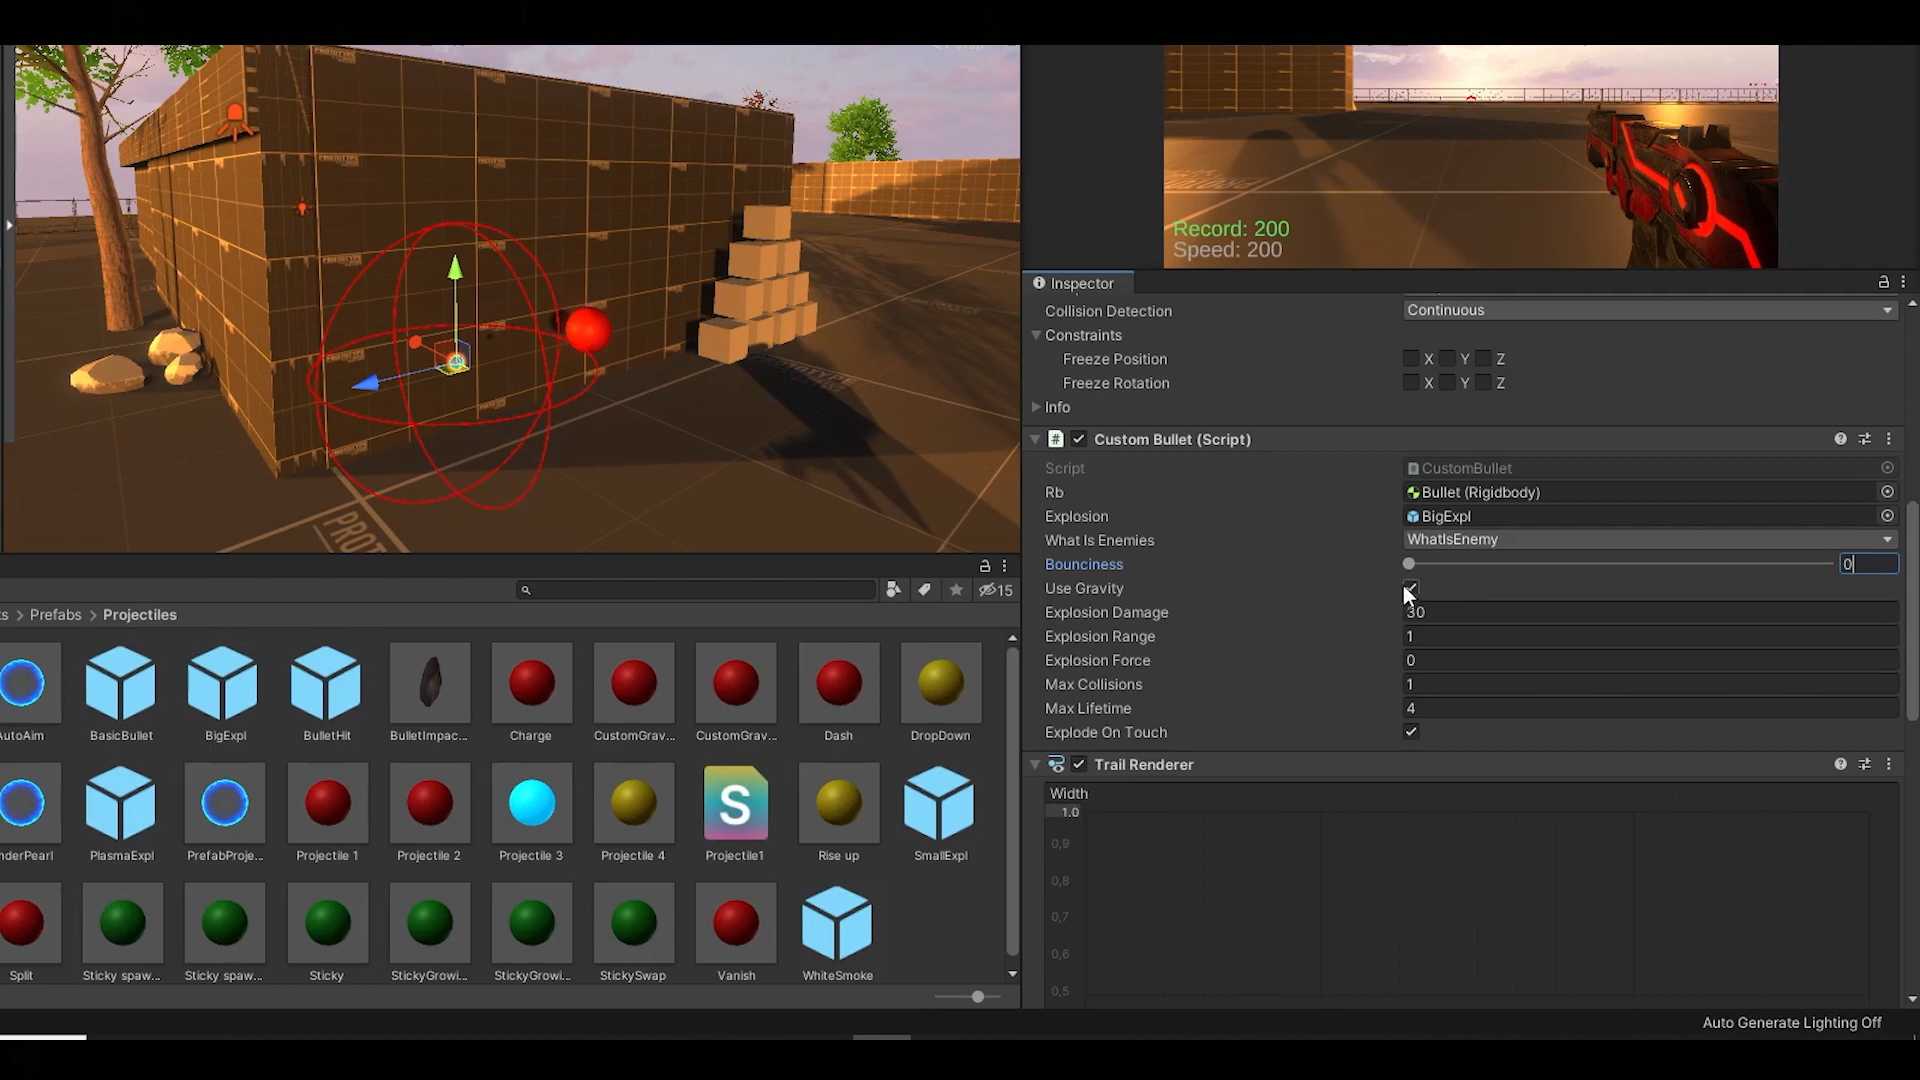 Record: 200
Speed: 200
Inspector
Collision Detection
Continuous
Constraints
Freeze Position
X Y Z
Freeze Rotation
X Y Z
Info
# Custom Bullet (Script)
Script
CustomBullet
Rb
Bullet (Rigidbody)
Explosion
BigExpl
What Is Enemies
WhatIsEnemy
Bounciness
0
Use Gravity
Explosion Damage
30
Explosion Range
1
Explosion Force
0
Max Collisions
1
Max Lifetime
4
Explode On Touch
Trail Renderer
Width
1.0
0,9
0,8
0,7
0,6
0,5
Auto Generate Lighting Off
15
ts > Prefabs > Projectiles
utoAim
BasicBullet
BigExpl
BulletHit
BulletImpac...
Charge
CustomGrav...
CustomGrav...
Dash
DropDown
nderPearl
PlasmaExpl
PrefabProje...
Projectile 1
Projectile 2
Projectile 3
Projectile 4
S
Projectile1
Rise up
SmallExpl
Split
Sticky spaw...
Sticky spaw...
Sticky
StickyGrowi...
StickyGrowi...
StickySwap
Vanish
WhiteSmoke
PROT
PROTOTYPE